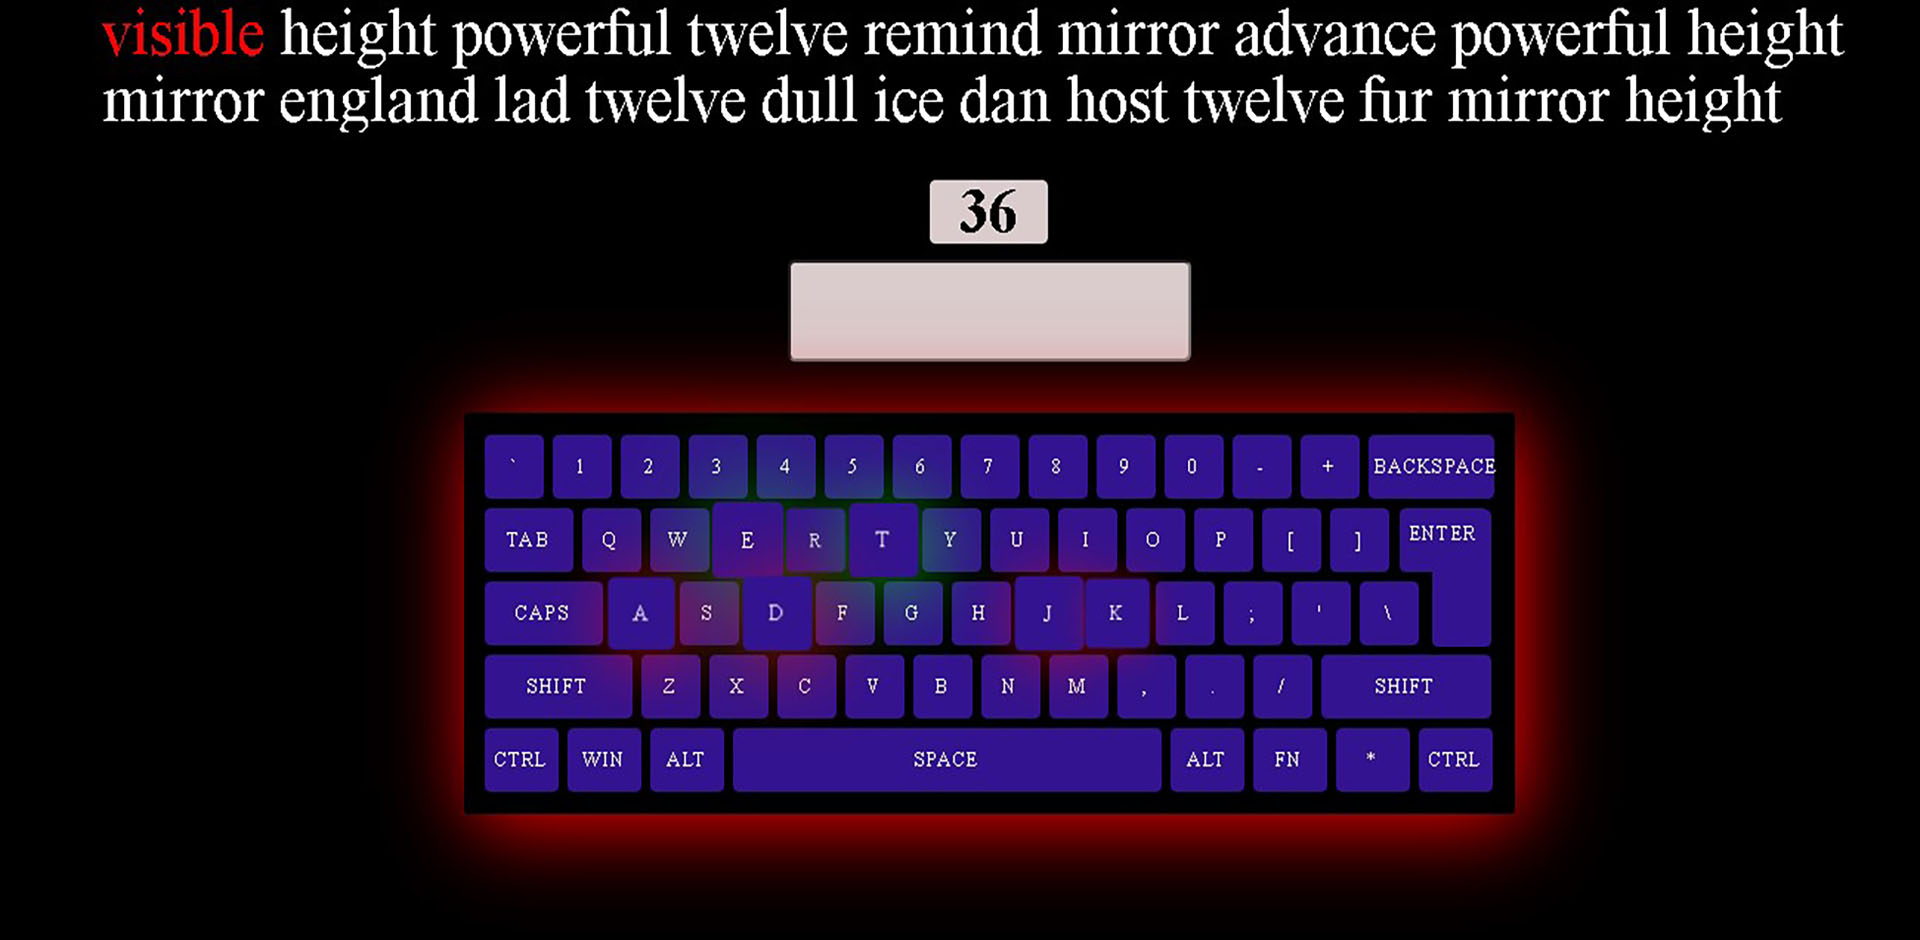 visible height powerful twelve remind mirror advance powerful height
mirror england lad twelve dull ice dan host twelve fur mirror height
36
` 1 2 3 4 5 6 7 8 9 0 - + BACKSPACE
TAB Q W E R T Y U I O P [ ] ENTER
CAPS A S D F G H J K L ; ' \
SHIFT Z X C V B N M , . / SHIFT
CTRL WIN ALT SPACE ALT FN * CTRL